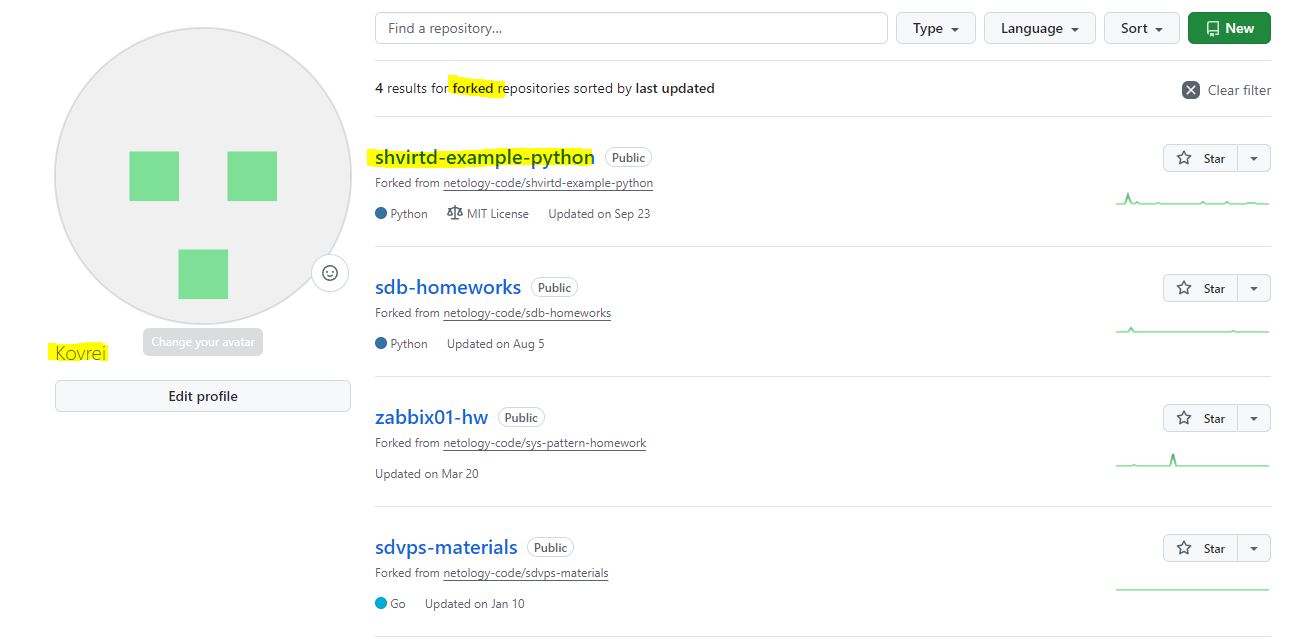 Find a repository...
Type
Language
Sort
New
4 results for forked repositories sorted by last updated
Clear filter
shvirtd-example-python
Public
Star
Forked from netology-code/shvirtd-example-python
Python
MIT License
Updated on Sep 23
sdb-homeworks
Public
Star
Forked from netology-code/sdb-homeworks
Python
Updated on Aug 5
Change your avatar
Kovrei
Edit profile
zabbix01-hw
Public
Star
Forked from netology-code/sys-pattern-homework
Updated on Mar 20
sdvps-materials
Public
Star
Forked from netology-code/sdvps-materials
Go
Updated on Jan 10